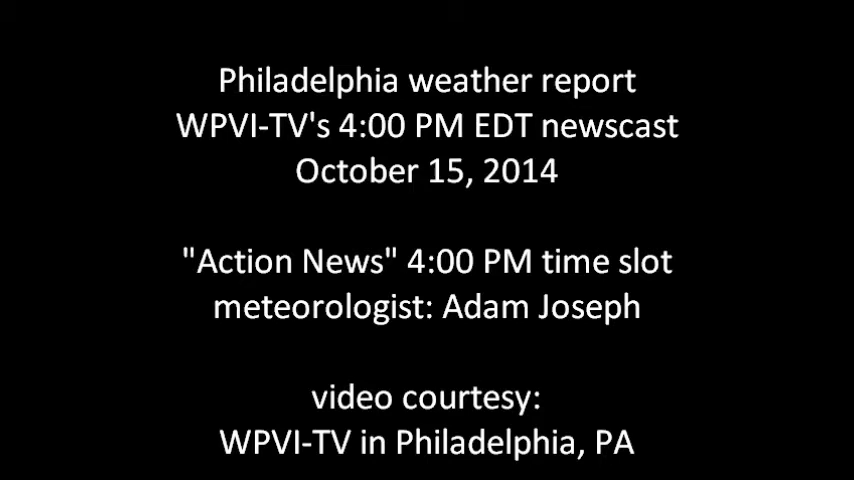 Philadelphia weather report
WPVI-TV's 4:00 PM EDT newscast
October 15, 2014
"Action News" 4:00 PM time slot
meteorologist: Adam Joseph
video courtesy:
WPVI-TV in Philadelphia, PA